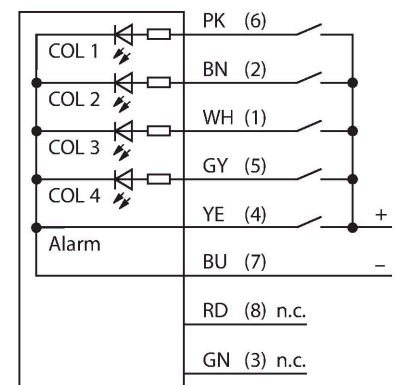 PK (6)
COL 1
BN (2)
COL 2
WH (1)
COL 3
GY (5)
COL 4
YE (4) +
Alarm
BU (7) –
RD (8) n.c.
GN (3) n.c.